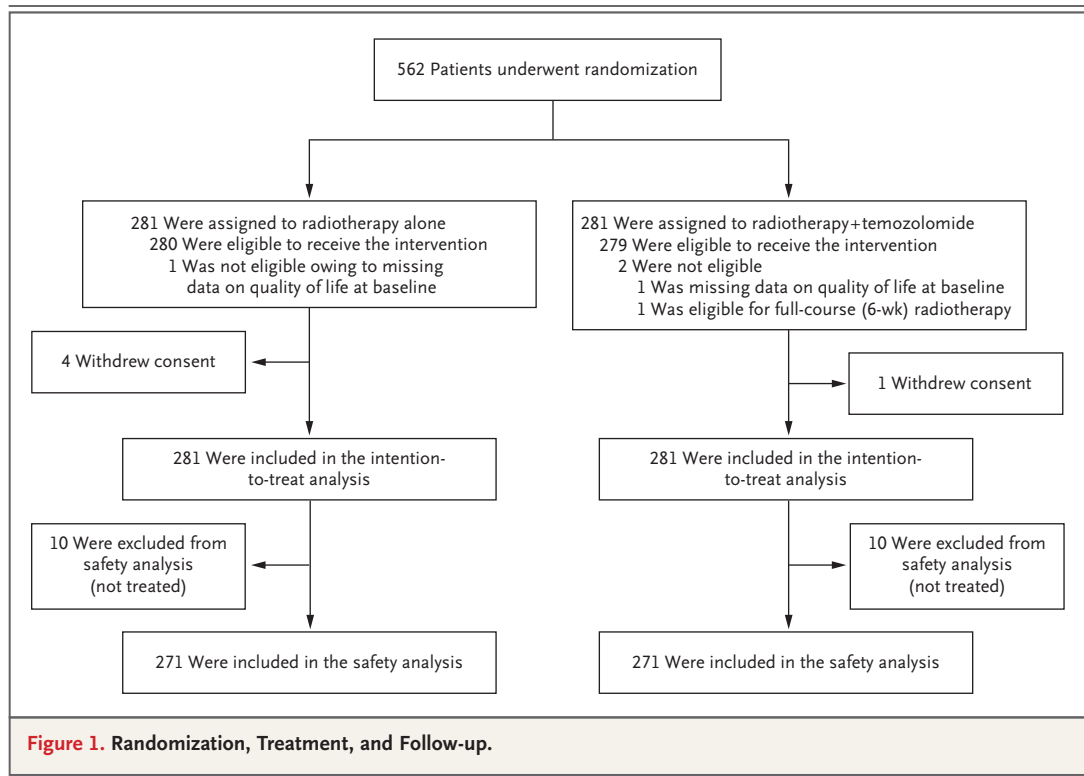 562 Patients underwent randomization
281 Were assigned to radiotherapy alone
280 Were eligible to receive the intervention
1 Was not eligible owing to missing
data on quality of life at baseline
281 Were assigned to radiotherapy+temozolomide
279 Were eligible to receive the intervention
2 Were not eligible
1 Was missing data on quality of life at baseline
1 Was eligible for full-course (6-wk) radiotherapy
4 Withdrew consent
1 Withdrew consent
281 Were included in the intention-
to-treat analysis
281 Were included in the intention-
to-treat analysis
10 Were excluded from
safety analysis
(not treated)
10 Were excluded from
safety analysis
(not treated)
271 Were included in the safety analysis
271 Were included in the safety analysis
Figure 1. Randomization, Treatment, and Follow-up.